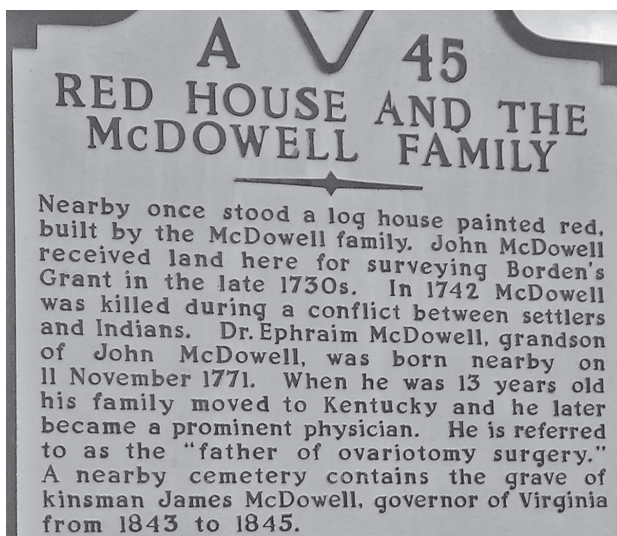 A 45
RED HOUSE AND THE
McDOWELL FAMILY
Nearby once stood a log house painted red,
built by the McDowell family. John McDowell
received land here for surveying Borden's
Grant in the late 1730s. In 1742 McDowell
was killed during a conflict between settlers
and Indians. Dr. Ephraim McDowell, grandson
of John McDowell, was born nearby on
11 November 1771. When he was 13 years old
his family moved to Kentucky and he later
became a prominent physician. He is referred
to as the "father of ovariotomy surgery."
A nearby cemetery contains the grave of
kinsman James McDowell, governor of Virginia
from 1843 to 1845.